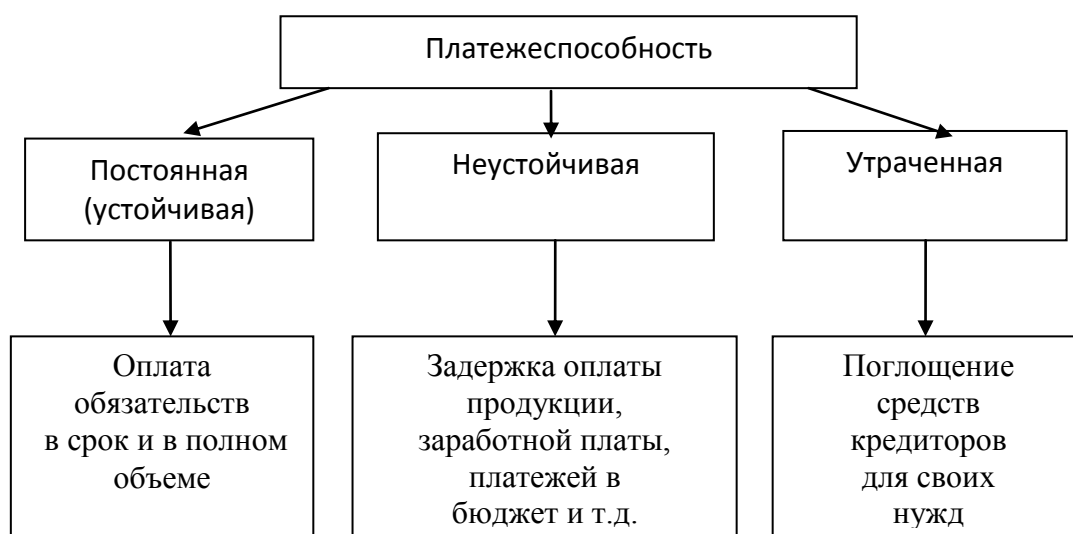 Платежеспособность
Постоянная
(устойчивая)
Неустойчивая
Утраченная
Оплата
обязательств
в срок и в полном
объеме
Задержка оплаты
продукции,
заработной платы,
платежей в
бюджет и т.д.
Поглощение
средств
кредиторов
для своих
нужд